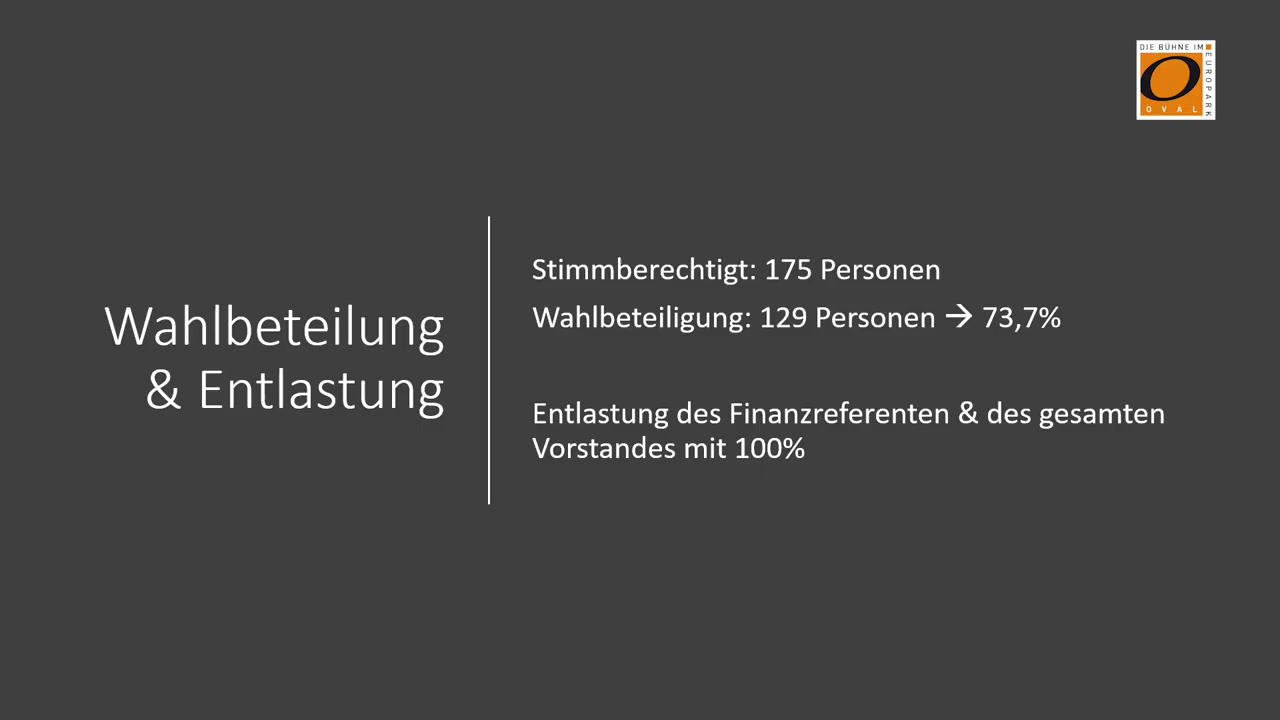 DIE BÜHNE IM
EUROPARK
O
OVAL
Wahlbeteilung
& Entlastung
Stimmberechtigt: 175 Personen
Wahlbeteiligung: 129 Personen → 73,7%
Entlastung des Finanzreferenten & des gesamten
Vorstandes mit 100%